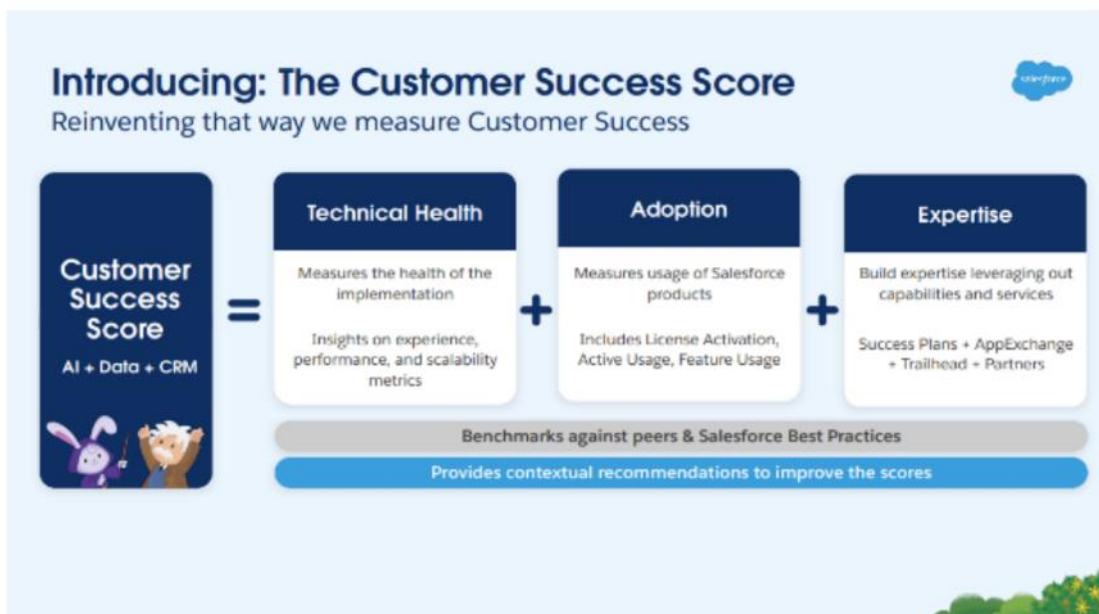 Introducing: The Customer Success Score
salesforce
Reinventing that way we measure Customer Success
Customer
Success
Score
AI + Data + CRM
=
Technical Health
Measures the health of the
implementation
Insights on experience,
performance, and scalability
metrics
+
Adoption
Measures usage of Salesforce
products
Includes License Activation,
Active Usage, Feature Usage
+
Expertise
Build expertise leveraging out
capabilities and services
Success Plans + AppExchange
+ Trailhead + Partners
Benchmarks against peers & Salesforce Best Practices
Provides contextual recommendations to improve the scores